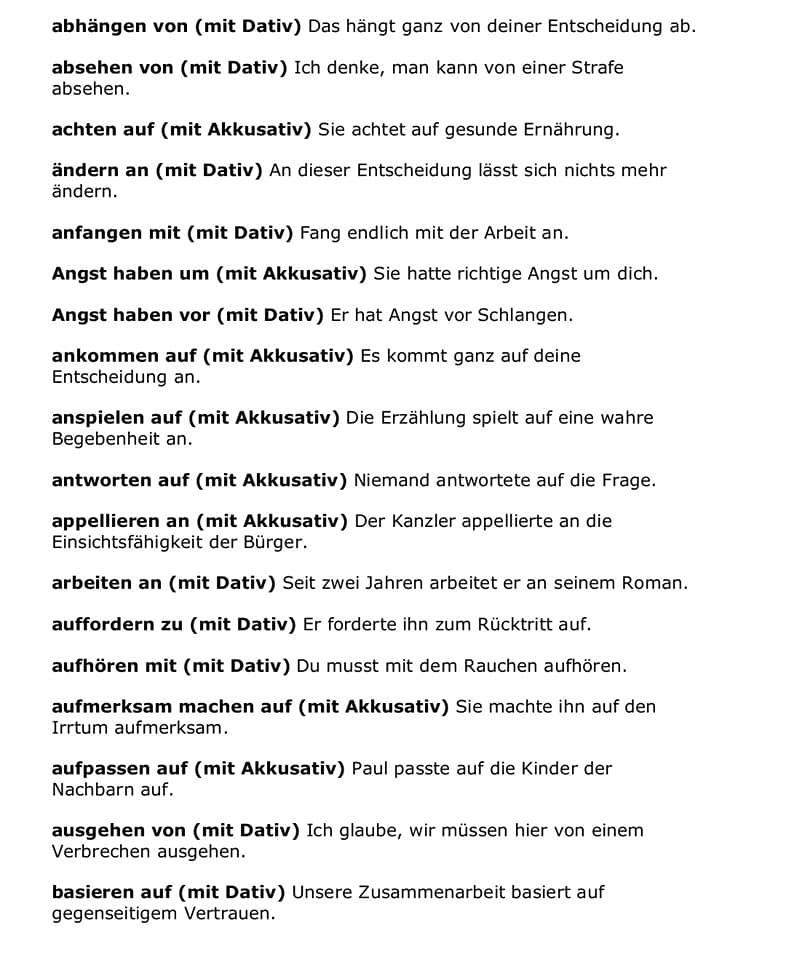 abhängen von (mit Dativ) Das hängt ganz von deiner Entscheidung ab.
absehen von (mit Dativ) Ich denke, man kann von einer Strafe
absehen.
achten auf (mit Akkusativ) Sie achtet auf gesunde Ernährung.
ändern an (mit Dativ) An dieser Entscheidung lässt sich nichts mehr
ändern.
anfangen mit (mit Dativ) Fang endlich mit der Arbeit an.
Angst haben um (mit Akkusativ) Sie hatte richtige Angst um dich.
Angst haben vor (mit Dativ) Er hat Angst vor Schlangen.
ankommen auf (mit Akkusativ) Es kommt ganz auf deine
Entscheidung an.
anspielen auf (mit Akkusativ) Die Erzählung spielt auf eine wahre
Begebenheit an.
antworten auf (mit Akkusativ) Niemand antwortete auf die Frage.
appellieren an (mit Akkusativ) Der Kanzler appellierte an die
Einsichtsfähigkeit der Bürger.
arbeiten an (mit Dativ) Seit zwei Jahren arbeitet er an seinem Roman.
auffordern zu (mit Dativ) Er forderte ihn zum Rücktritt auf.
aufhören mit (mit Dativ) Du musst mit dem Rauchen aufhören.
aufmerksam machen auf (mit Akkusativ) Sie machte ihn auf den
Irrtum aufmerksam.
aufpassen auf (mit Akkusativ) Paul passte auf die Kinder der
Nachbarn auf.
ausgehen von (mit Dativ) Ich glaube, wir müssen hier von einem
Verbrechen ausgehen.
basieren auf (mit Dativ) Unsere Zusammenarbeit basiert auf
gegenseitigem Vertrauen.